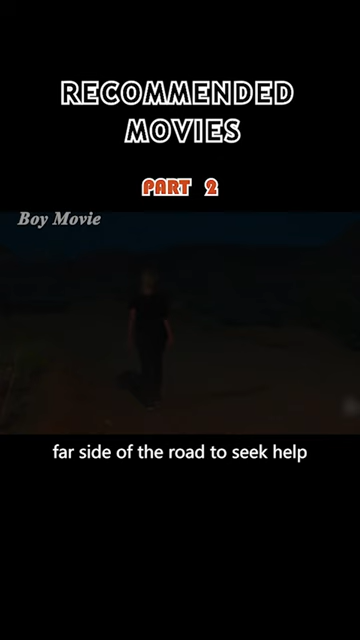 RECOMMENDED
MOVIES
PART 2
Boy Movie
far side of the road to seek help